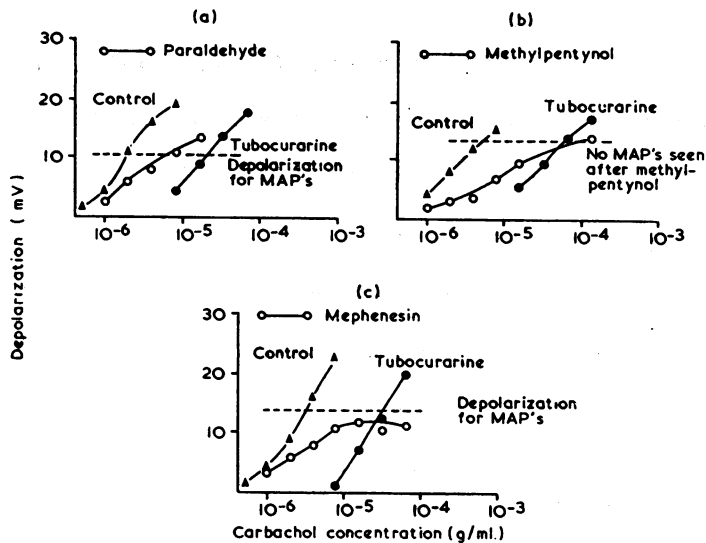 (a)
30
Paraldehyde
20
Control
10
Tubocurarine
Depolarization
for MAP's
10-6
10-5
10-4
10-3
(b)
Methylpentynol
Tubocurarine
Control
No MAP's seen
after methyl-
pentynol
10-6
10-5
10-4
10-3
Depolarization (mV)
(c)
30
Mephenesin
Control
Tubocurarine
20
Depolarization
for MAP's
10
10-6
10-5
10-4
10-3
Carbachol concentration (g/ml.)